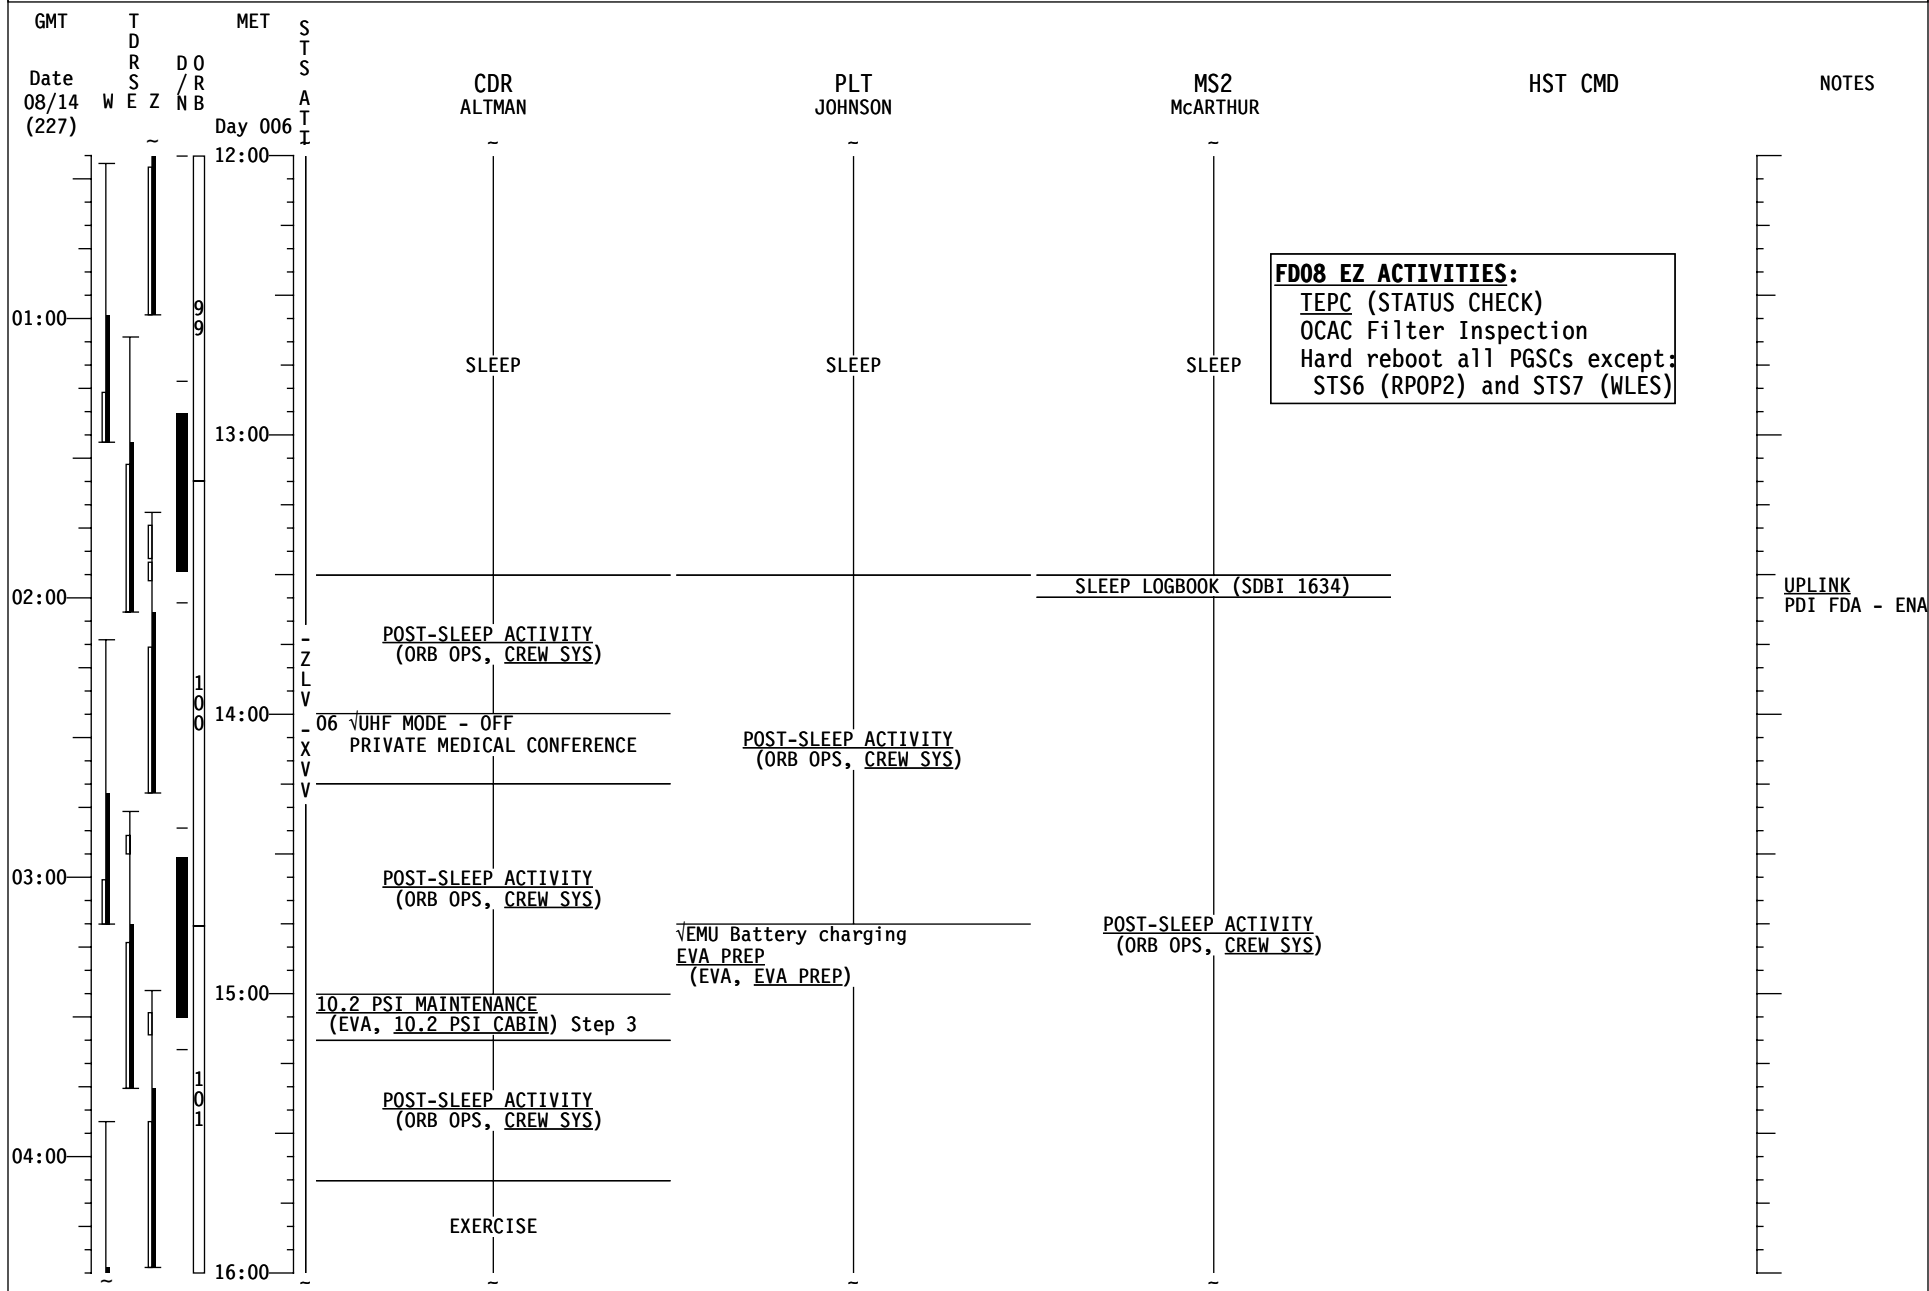 GMT
TDRS
MET
STS ATT
Date
08/14
(227)
W E Z
D/N
ORB
Day 006
CDR
ALTMAN
PLT
JOHNSON
MS2
McARTHUR
HST CMD
NOTES
~ ~ ~ ~ ~
12:00
FD08 EZ ACTIVITIES:
TEPC (STATUS CHECK)
OCAC Filter Inspection
Hard reboot all PGSCs except:
STS6 (RPOP2) and STS7 (WLES)
01:00
99
SLEEP
SLEEP
SLEEP
13:00
SLEEP LOGBOOK (SDBI 1634)
02:00
UPLINK
PDI FDA - ENA
POST-SLEEP ACTIVITY
(ORB OPS, CREW SYS)
-ZLV -XVV
100
14:00
06 √UHF MODE - OFF
PRIVATE MEDICAL CONFERENCE
POST-SLEEP ACTIVITY
(ORB OPS, CREW SYS)
03:00
POST-SLEEP ACTIVITY
(ORB OPS, CREW SYS)
√EMU Battery charging
EVA PREP
(EVA, EVA PREP)
POST-SLEEP ACTIVITY
(ORB OPS, CREW SYS)
15:00
10.2 PSI MAINTENANCE
(EVA, 10.2 PSI CABIN) Step 3
101
POST-SLEEP ACTIVITY
(ORB OPS, CREW SYS)
04:00
EXERCISE
16:00
~ ~ ~ ~ ~